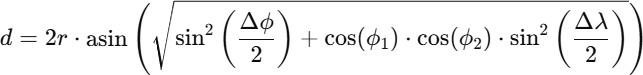 d = 2r · asin(√(sin²(Δϕ/2) + cos(ϕ₁) · cos(ϕ₂) · sin²(Δλ/2)))